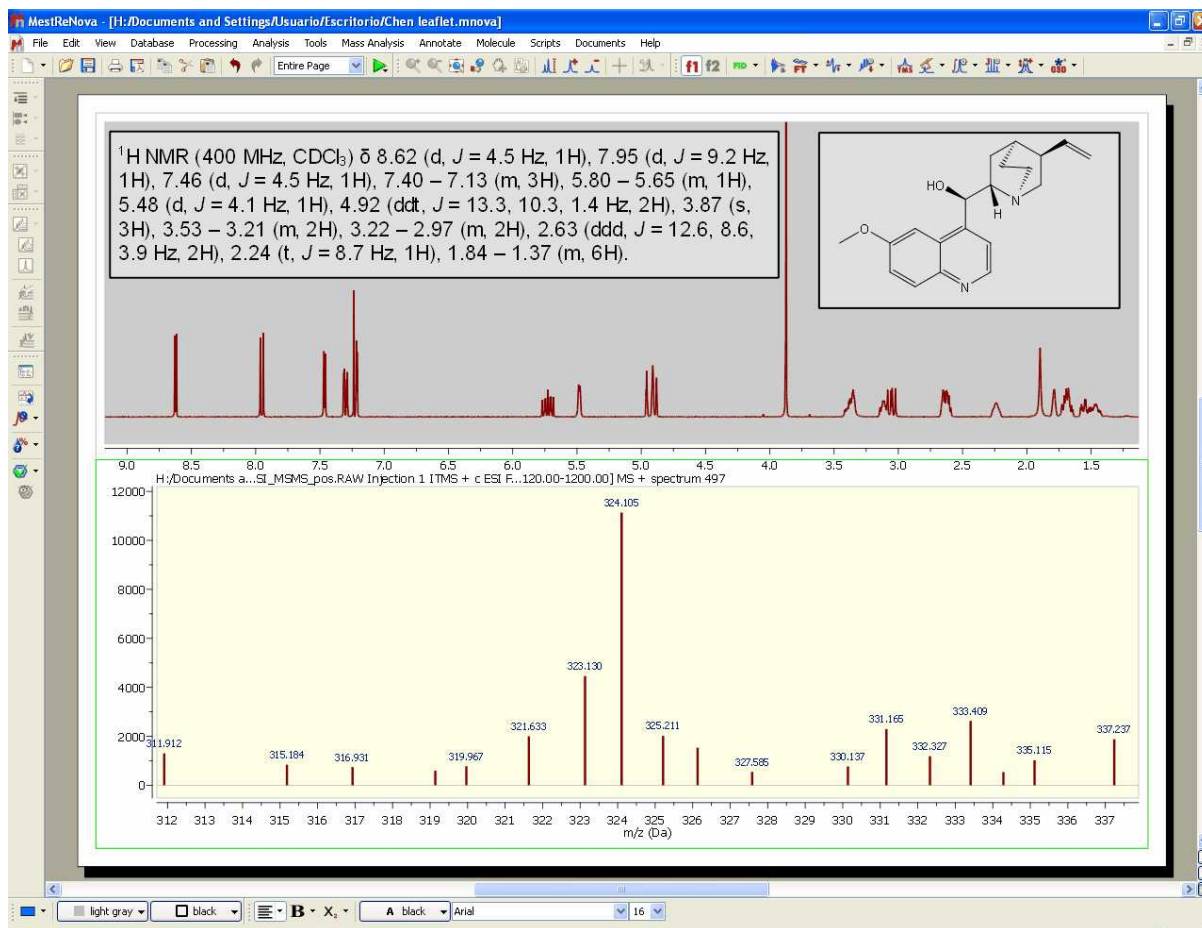 MestReNova - [H:/Documents and Settings/Usuario/Escritorio/Chen leaflet.mnova]
File Edit View Database Processing Analysis Tools Mass Analysis Annotate Molecule Scripts Documents Help
Entire Page f1 f2 FID FT TMS GSD
¹H NMR (400 MHz, CDCl₃) δ 8.62 (d, J = 4.5 Hz, 1H), 7.95 (d, J = 9.2 Hz,
1H), 7.46 (d, J = 4.5 Hz, 1H), 7.40 – 7.13 (m, 3H), 5.80 – 5.65 (m, 1H),
5.48 (d, J = 4.1 Hz, 1H), 4.92 (ddt, J = 13.3, 10.3, 1.4 Hz, 2H), 3.87 (s,
3H), 3.53 – 3.21 (m, 2H), 3.22 – 2.97 (m, 2H), 2.63 (ddd, J = 12.6, 8.6,
3.9 Hz, 2H), 2.24 (t, J = 8.7 Hz, 1H), 1.84 – 1.37 (m, 6H).
HO
H
N
O
N
9.0 8.5 8.0 7.5 7.0 6.5 6.0 5.5 5.0 4.5 4.0 3.5 3.0 2.5 2.0 1.5
H:/Documents a...SI_MSMS_pos.RAW Injection 1 ITMS + c ESI F...120.00-1200.00] MS + spectrum 497
12000
10000
8000
6000
4000
2000
0
324.105
323.130
333.409
331.165
321.633
325.211
337.237
311.912
332.327
335.115
315.184
316.931
319.967
330.137
327.585
312 313 314 315 316 317 318 319 320 321 322 323 324 325 326 327 328 329 330 331 332 333 334 335 336 337
m/z (Da)
light gray black B X₂ A black Arial 16